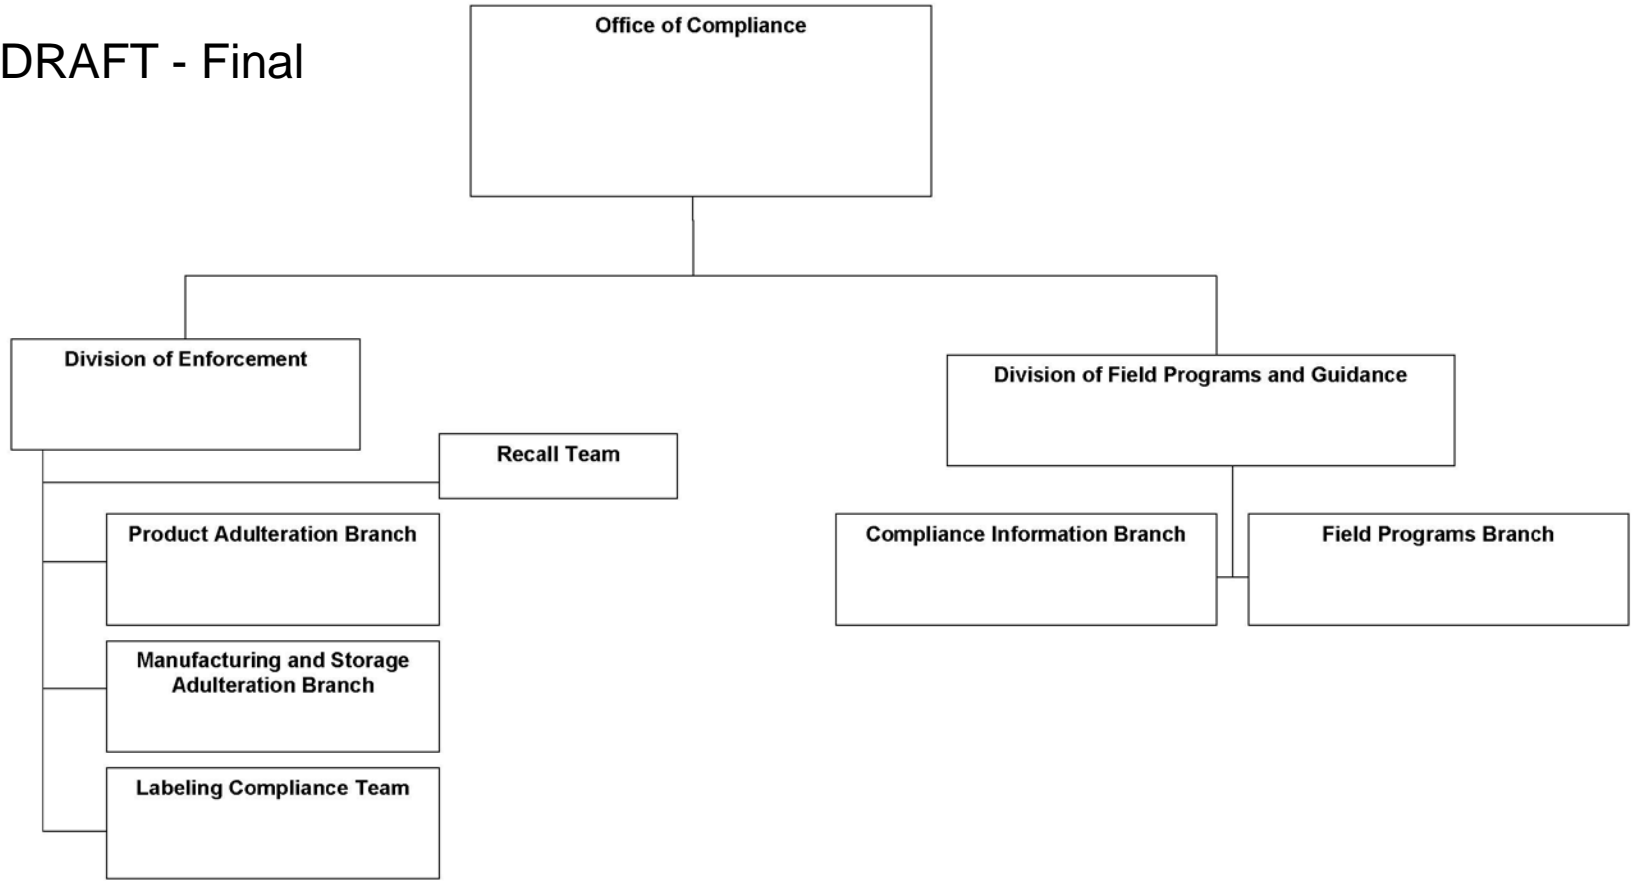 Office of Compliance
DRAFT - Final
Division of Enforcement
Division of Field Programs and Guidance
Recall Team
Product Adulteration Branch
Compliance Information Branch
Field Programs Branch
Manufacturing and Storage
Adulteration Branch
Labeling Compliance Team